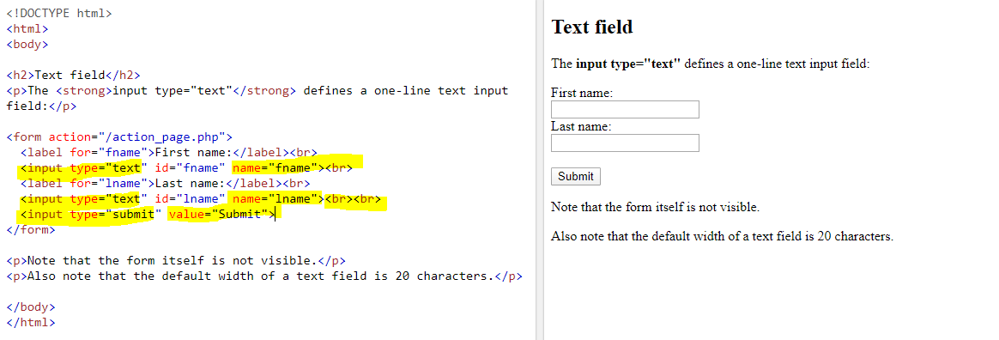 <!DOCTYPE html>
<html>
<body>
<h2>Text field</h2>
<p>The <strong>input type="text"</strong> defines a one-line text input
field:</p>
<form action="/action_page.php">
<label for="fname">First name:</label><br>
<input type="text" id="fname" name="fname"><br>
<label for="lname">Last name:</label><br>
<input type="text" id="lname" name="lname"><br><br>
<input type="submit" value="Submit">
</form>
<p>Note that the form itself is not visible.</p>
<p>Also note that the default width of a text field is 20 characters.</p>
</body>
</html>
Text field
The input type="text" defines a one-line text input field:
First name:
Last name:
Submit
Note that the form itself is not visible.
Also note that the default width of a text field is 20 characters.